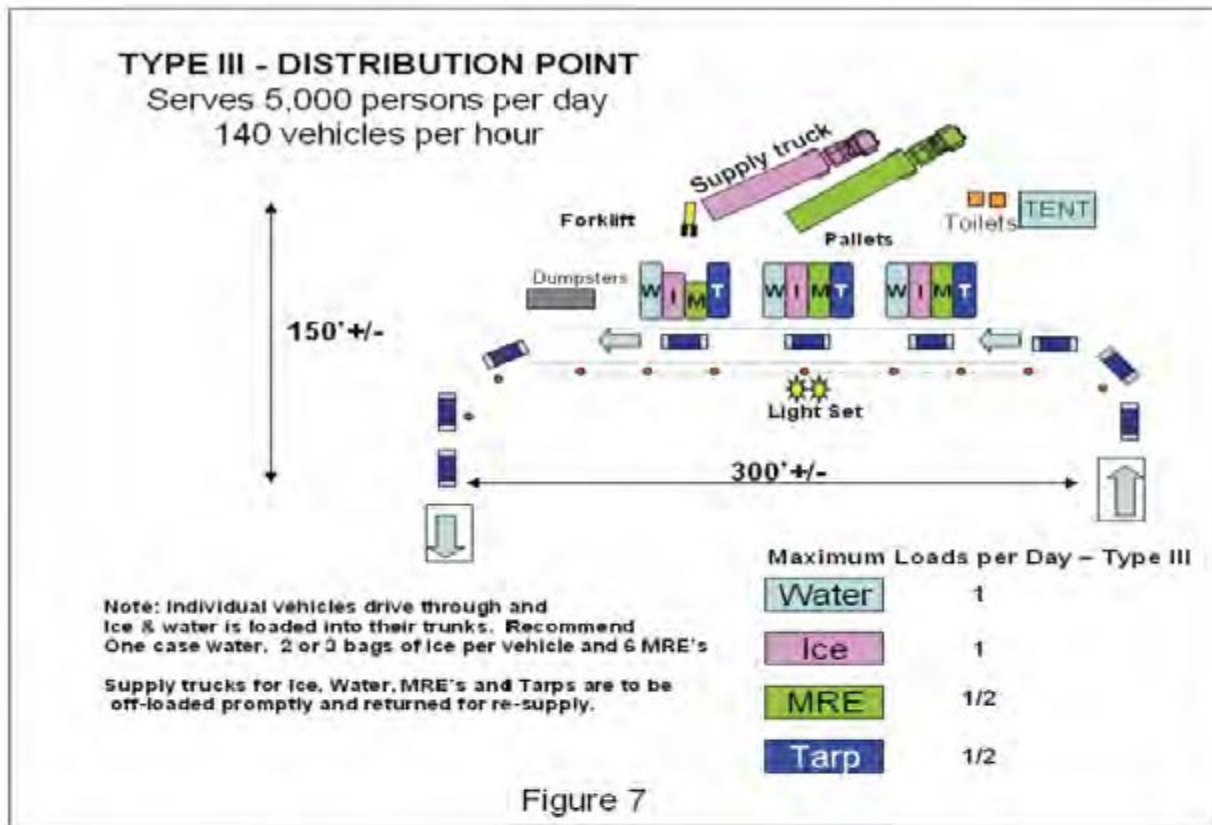 TYPE III - DISTRIBUTION POINT
Serves 5,000 persons per day
140 vehicles per hour
Supply truck
Forklift
Pallets
Toilets
TENT
Dumpsters
W I M T
W I M T
W I M T
150'+/-
Light Set
300'+/-
Maximum Loads per Day – Type III
Water 1
Ice 1
MRE 1/2
Tarp 1/2
Note: Individual vehicles drive through and
Ice & water is loaded into their trunks. Recommend
One case water, 2 or 3 bags of ice per vehicle and 6 MRE's
Supply trucks for Ice, Water, MRE's and Tarps are to be
off-loaded promptly and returned for re-supply.
Figure 7